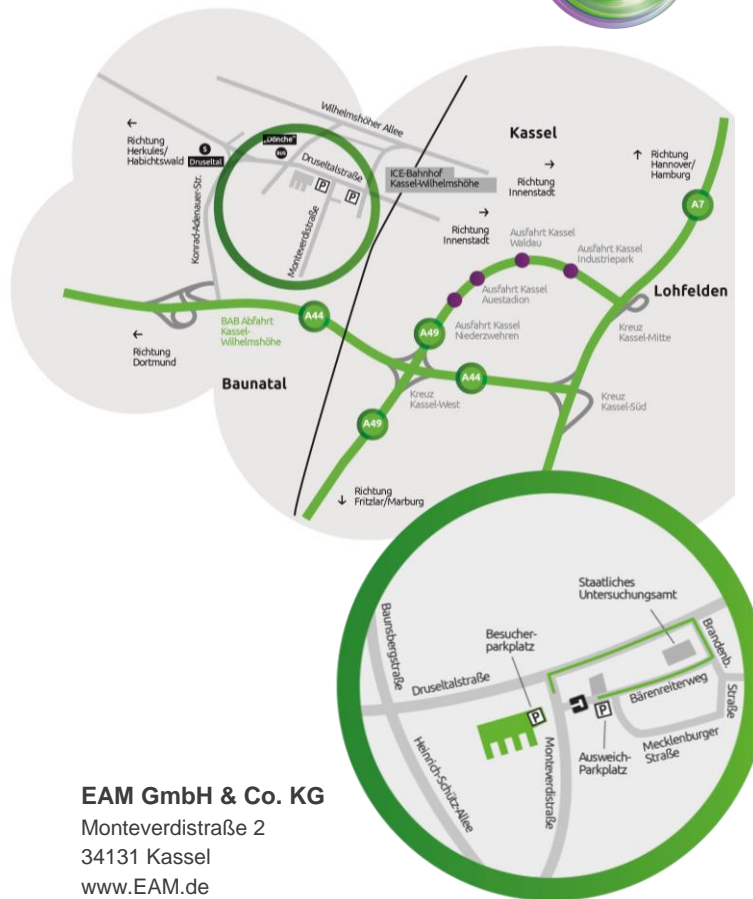 Wilhelmshöher Allee
Kassel
Richtung
Herkules/
Habichtswald
S
Druseltal
„Dönche“
BUS
Druseltalstraße
P
P
ICE-Bahnhof
Kassel-Wilhelmshöhe
Richtung
Innenstadt
Richtung
Hannover/
Hamburg
A7
Konrad-Adenauer-Str.
Monteverdistraße
Richtung
Innenstadt
Ausfahrt Kassel
Waldau
Ausfahrt Kassel
Industriepark
Ausfahrt Kassel
Auestadion
Lohfelden
BAB Abfahrt
Kassel-
Wilhelmshöhe
A44
A49
Ausfahrt Kassel
Niederzwehren
Kreuz
Kassel-Mitte
Richtung
Dortmund
Baunatal
A44
Kreuz
Kassel-West
Kreuz
Kassel-Süd
A49
Richtung
Fritzlar/Marburg
Staatliches
Untersuchungsamt
Baunsbergstraße
Besucher-
parkplatz
Brandenb.
Straße
Druseltalstraße
Bärenreiterweg
P
P
Heinrich-Schütz-Allee
Monteverdistraße
Ausweich-
Parkplatz
Mecklenburger
Straße
EAM GmbH & Co. KG
Monteverdistraße 2
34131 Kassel
www.EAM.de